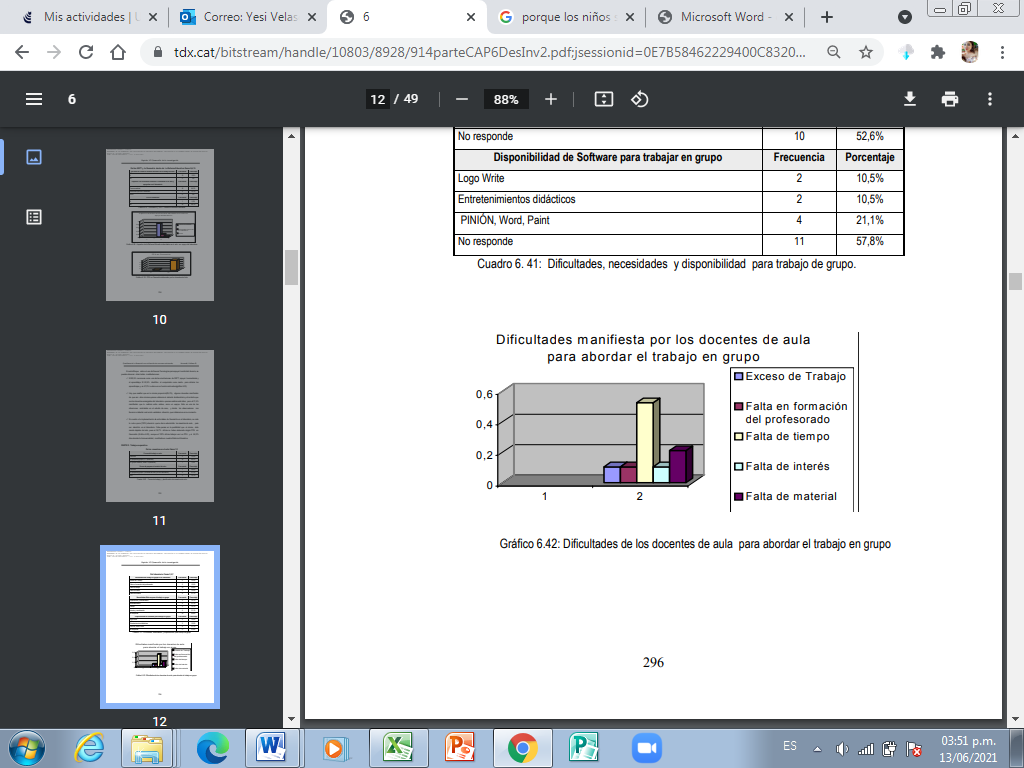 Mis actividades | U
Correo: Yesi Velas
6
porque los niños s
Microsoft Word -
tdx.cat/bitstream/handle/10803/8928/914parteCAP6DesInv2.pdf;jsessionid=0E7B58462229400C8320...
6
12 / 49
88%
10
11
12
No responde 10 52,6%
Disponibilidad de Software para trabajar en grupo Frecuencia Porcentaje
Logo Write 2 10,5%
Entretenimientos didácticos 2 10,5%
PINIÓN, Word, Paint 4 21,1%
No responde 11 57,8%
Cuadro 6. 41: Dificultades, necesidades y disponibilidad para trabajo de grupo.
Dificultades manifiesta por los docentes de aula
para abordar el trabajo en grupo
0,6
0,4
0,2
0
1 2
Exceso de Trabajo
Falta en formación
del profesorado
Falta de tiempo
Falta de interés
Falta de material
Gráfico 6.42: Dificultades de los docentes de aula para abordar el trabajo en grupo
296
ES
03:51 p.m.
13/06/2021